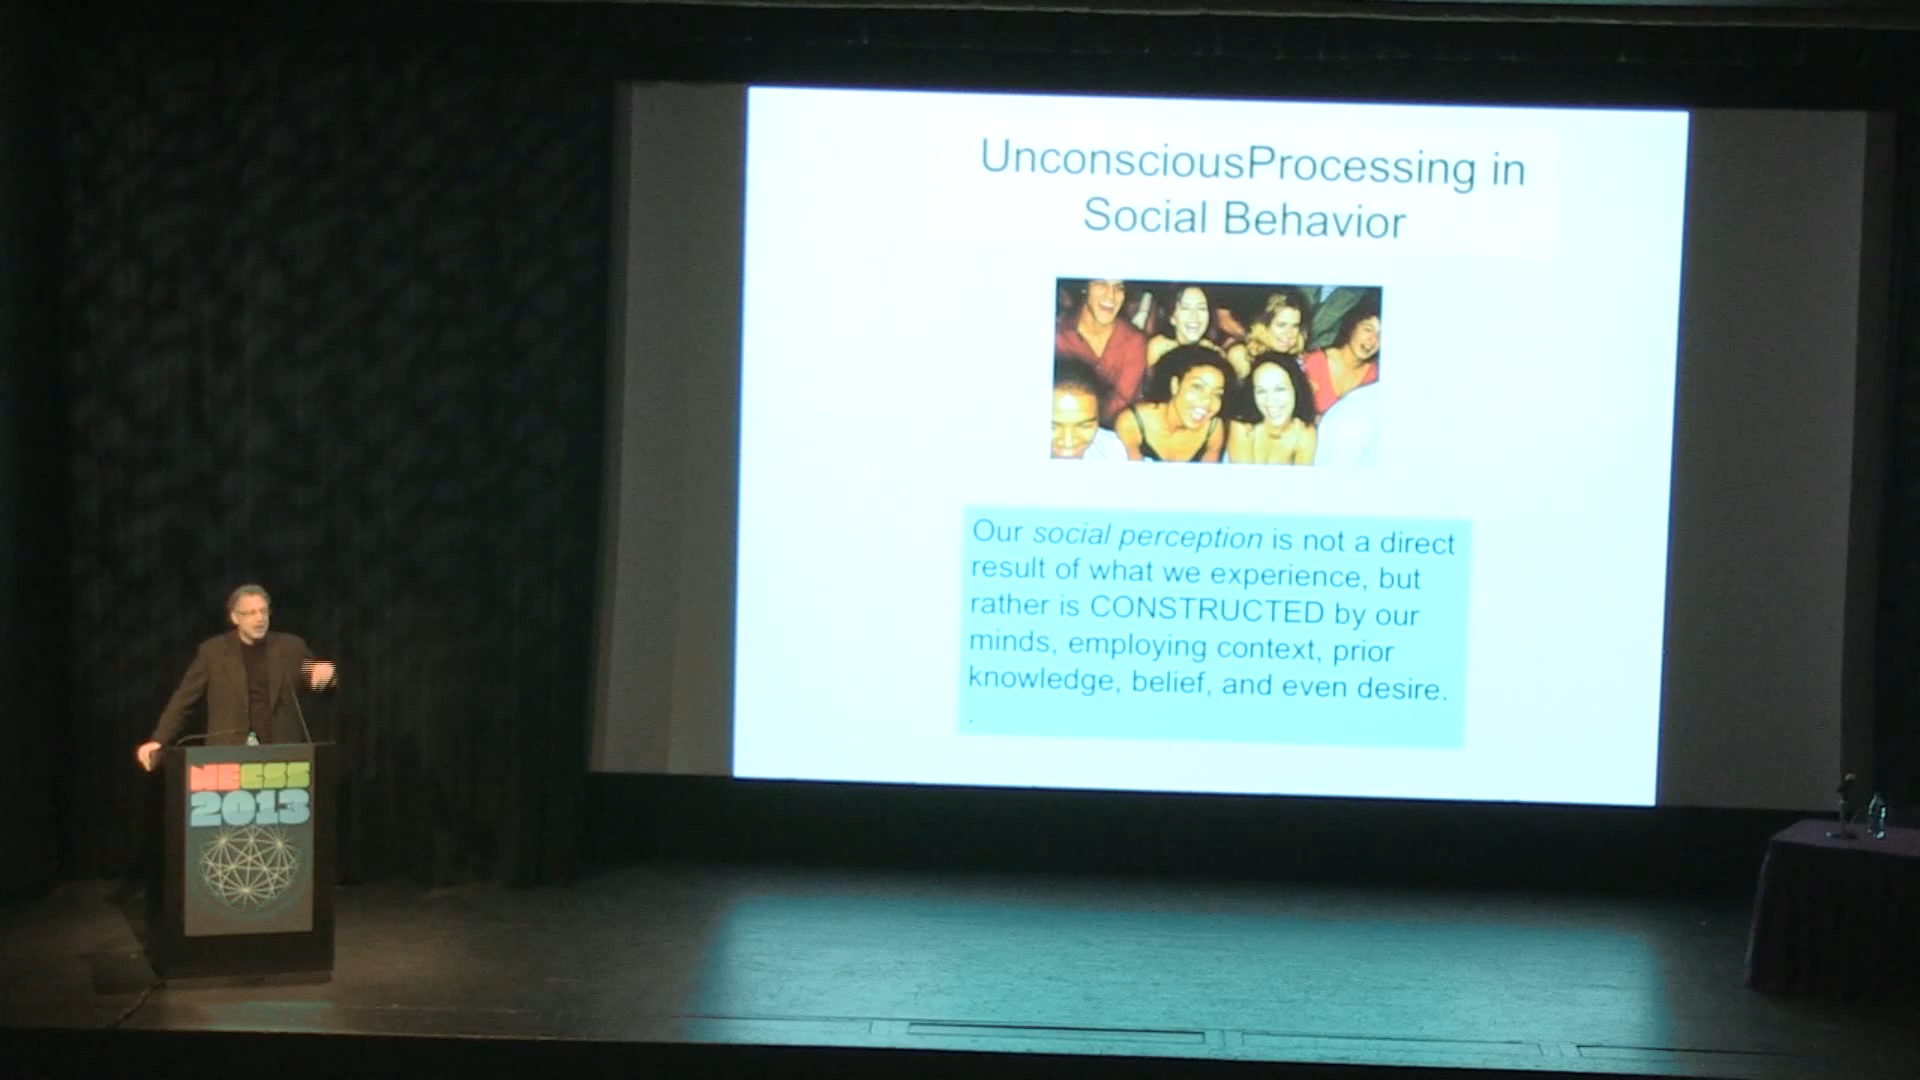 UnconsciousProcessing in
Social Behavior
Our social perception is not a direct
result of what we experience, but
rather is CONSTRUCTED by our
minds, employing context, prior
knowledge, belief, and even desire.
.
NECSS
2013